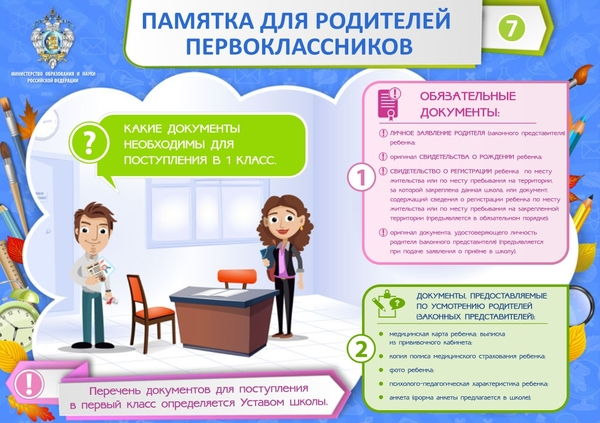 ПАМЯТКА ДЛЯ РОДИТЕЛЕЙ
ПЕРВОКЛАССНИКОВ
7
МИНИСТЕРСТВО ОБРАЗОВАНИЯ И НАУКИ
РОССИЙСКОЙ ФЕДЕРАЦИИ
?
КАКИЕ ДОКУМЕНТЫ
НЕОБХОДИМЫ ДЛЯ
ПОСТУПЛЕНИЯ В 1 КЛАСС.
1
ОБЯЗАТЕЛЬНЫЕ
ДОКУМЕНТЫ:
ЛИЧНОЕ ЗАЯВЛЕНИЕ РОДИТЕЛЯ (законного представителя)
ребенка;
оригинал СВИДЕТЕЛЬСТВА О РОЖДЕНИИ ребенка;
СВИДЕТЕЛЬСТВО О РЕГИСТРАЦИИ ребенка по месту
жительства или по месту пребывания на территории,
за которой закреплена данная школа, или документ,
содержащий сведения о регистрации ребенка по месту
жительства или по месту пребывания на закрепленной
территории (предъявляется в обязательном порядке);
оригинал документа, удостоверяющего личность
родителя (законного представителя) (предъявляется
при подаче заявления о приёме в школу).
2
ДОКУМЕНТЫ, ПРЕДОСТАВЛЯЕМЫЕ
ПО УСМОТРЕНИЮ РОДИТЕЛЕЙ
(ЗАКОННЫХ ПРЕДСТАВИТЕЛЕЙ):
медицинская карта ребенка, выписка
из прививочного кабинета;
копия полиса медицинского страхования ребенка;
фото ребенка;
психолого-педагогическая характеристика ребенка;
анкета (форма анкеты предлагается в школе).
!
Перечень документов для поступления
в первый класс определяется Уставом школы.